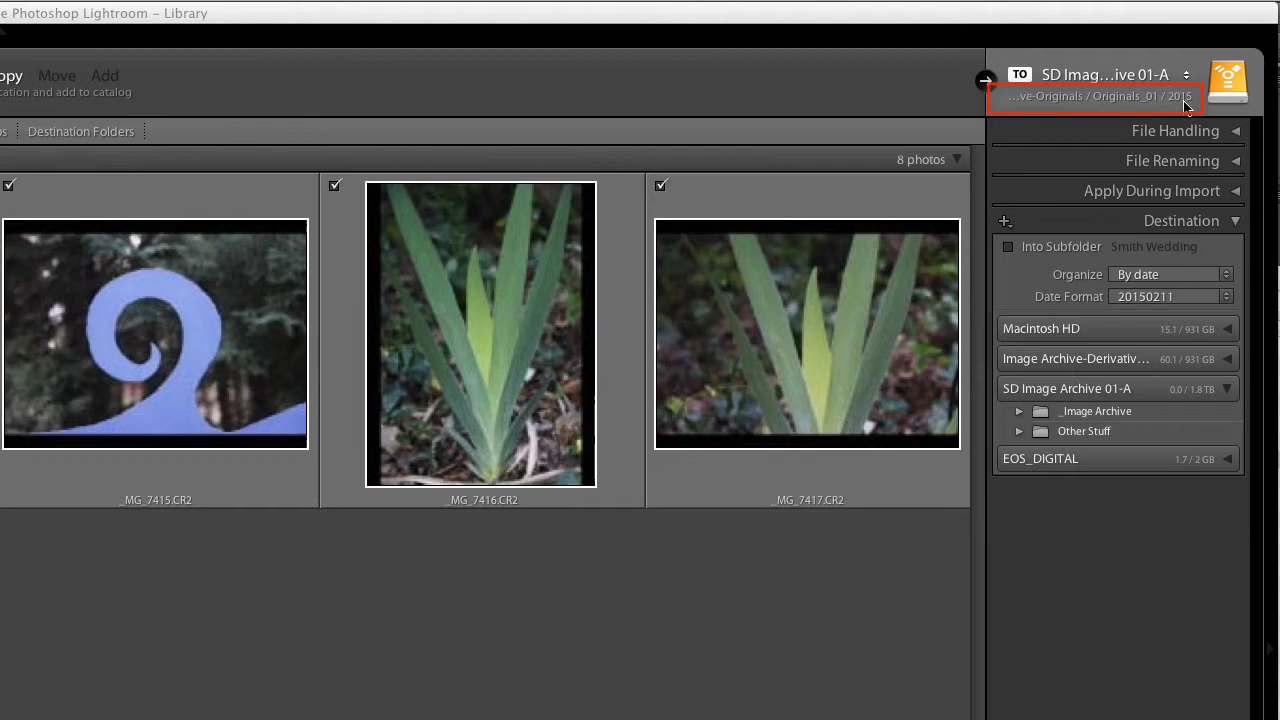 e Photoshop Lightroom – Library
opy Move Add
cation and add to catalog
TO SD Imag...ive 01-A
...ve-Originals / Originals_01 / 2015
os Destination Folders
File Handling
8 photos
File Renaming
Apply During Import
Destination
Into Subfolder Smith Wedding
Organize By date
Date Format 20150211
Macintosh HD 15.1 / 931 GB
Image Archive-Derivativ... 60.1 / 931 GB
SD Image Archive 01-A 0.0 / 1.8 TB
_Image Archive
Other Stuff
EOS_DIGITAL 1.7 / 2 GB
_MG_7415.CR2 _MG_7416.CR2 _MG_7417.CR2